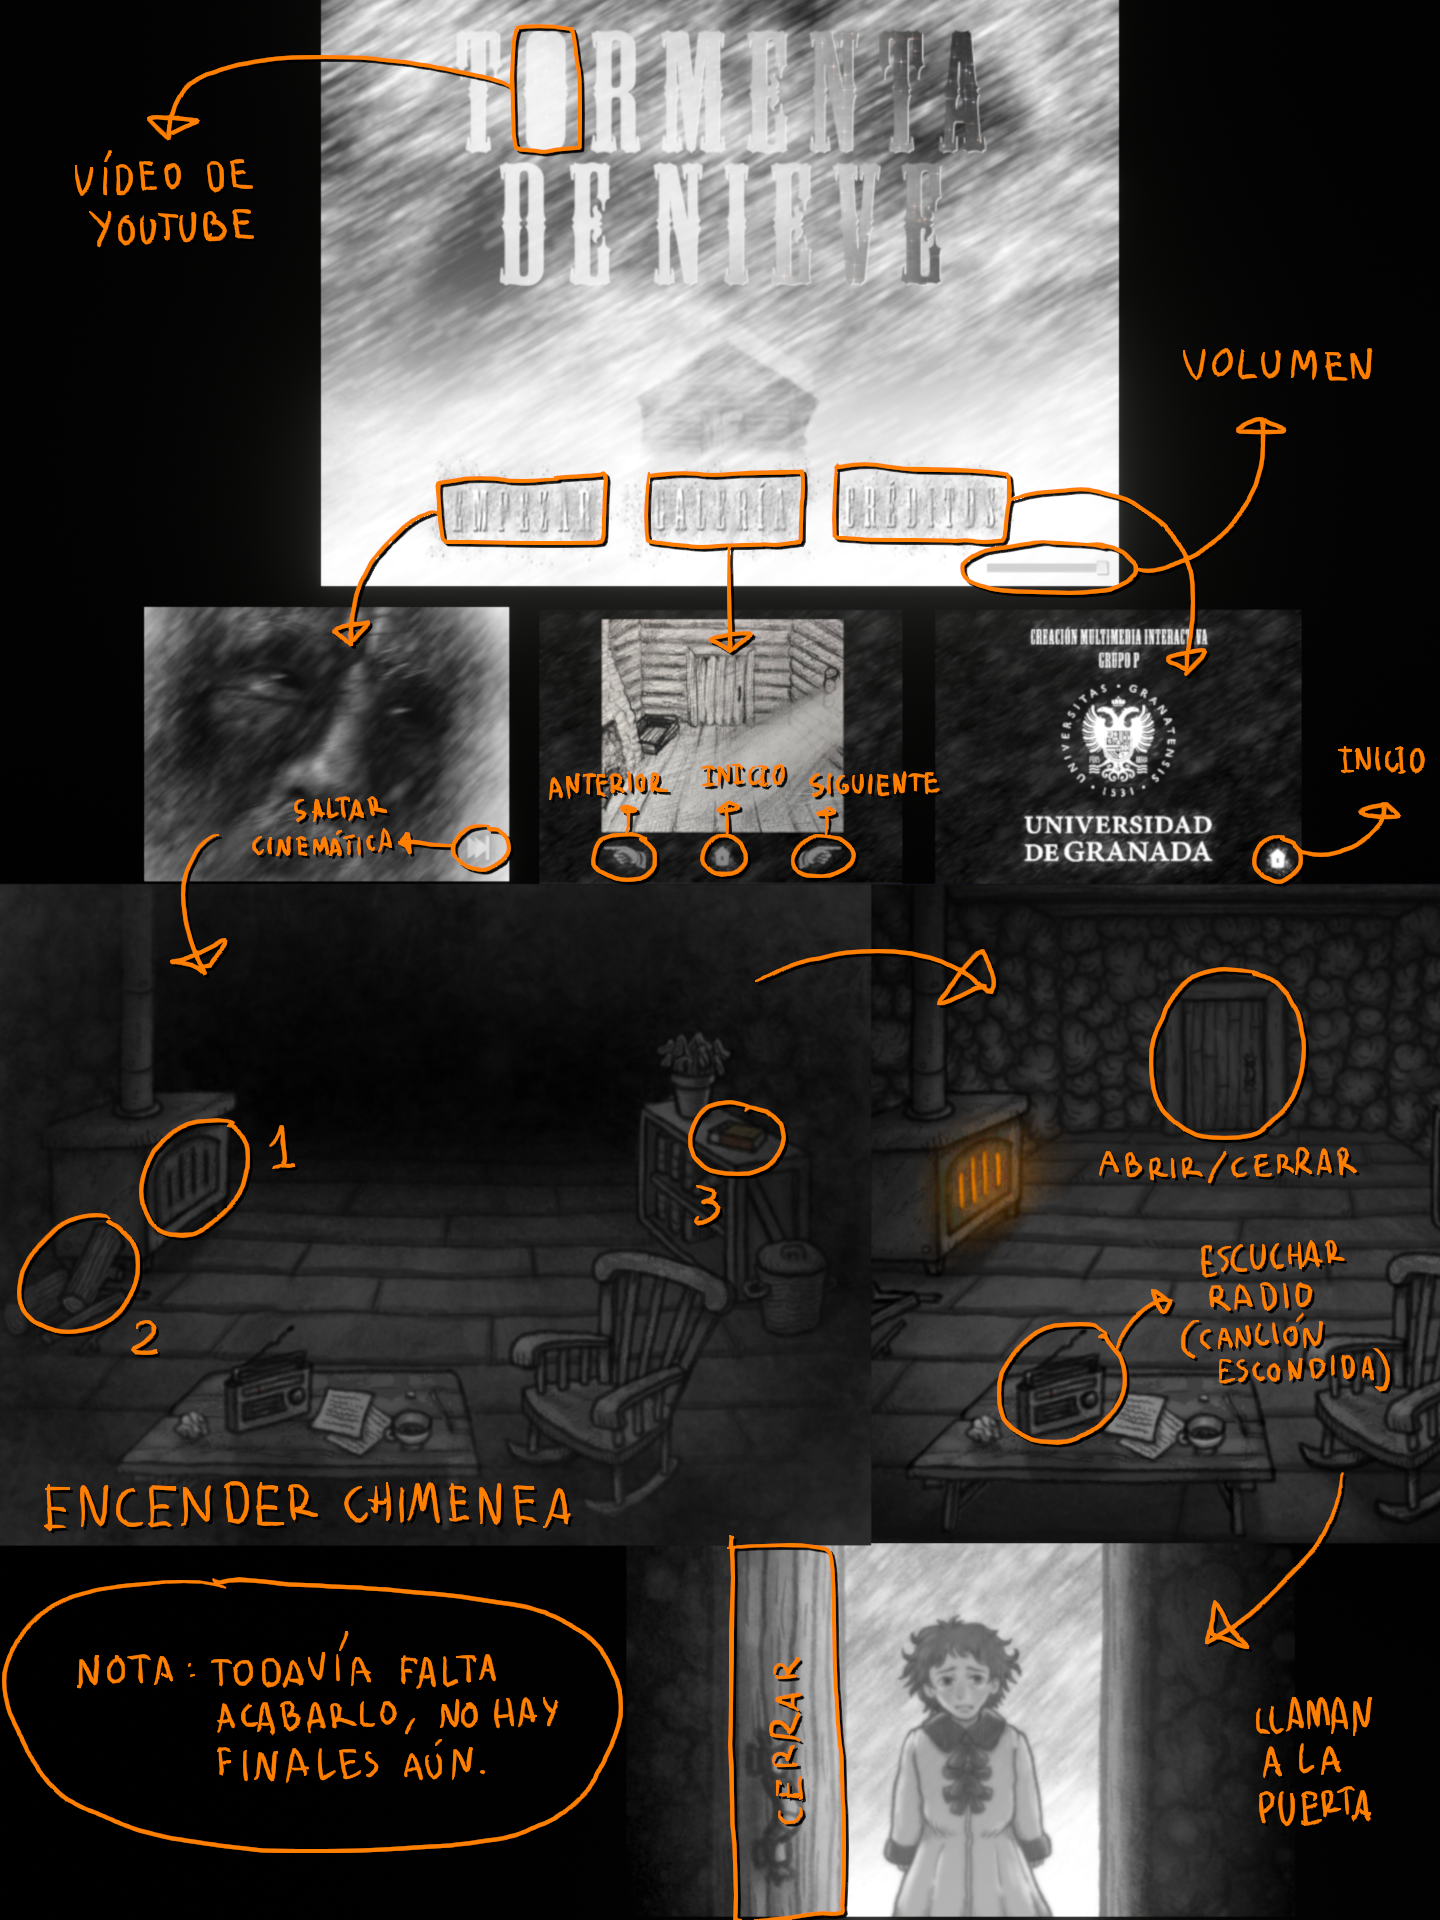 TORMENTA
DE NIEVE
VÍDEO DE
YOUTUBE
VOLUMEN
EMPEZAR
GALERÍA
CRÉDITOS
SALTAR
CINEMÁTICA
ANTERIOR
INICIO
SIGUIENTE
CREACIÓN MULTIMEDIA INTERACTIVA
GRUPO P
UNIVERSITAS • GRANATENSIS • 1531 •
UNIVERSIDAD
DE GRANADA
INICIO
1
2
3
ENCENDER CHIMENEA
ABRIR/CERRAR
ESCUCHAR
RADIO
(CANCIÓN
ESCONDIDA)
NOTA: TODAVÍA FALTA
ACABARLO, NO HAY
FINALES AÚN.
CERRAR
LLAMAN
A LA
PUERTA